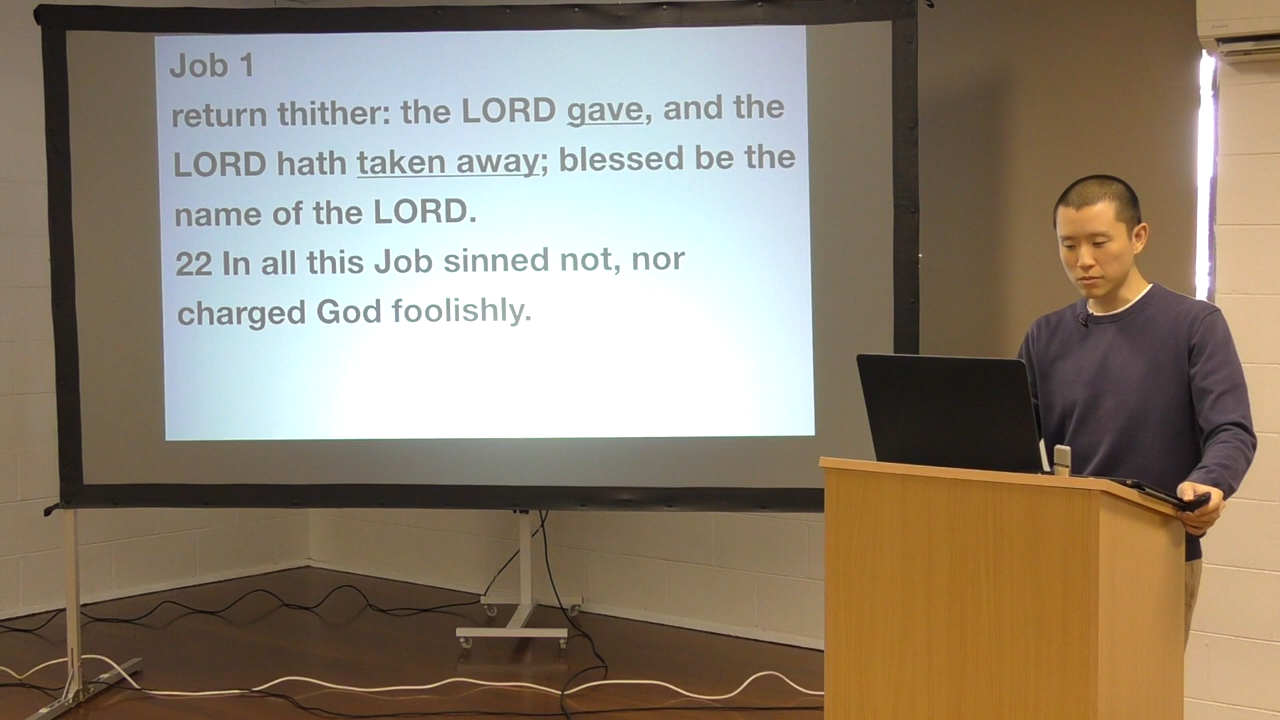 Job 1
return thither: the LORD gave, and the
LORD hath taken away; blessed be the
name of the LORD.
22 In all this Job sinned not, nor
charged God foolishly.